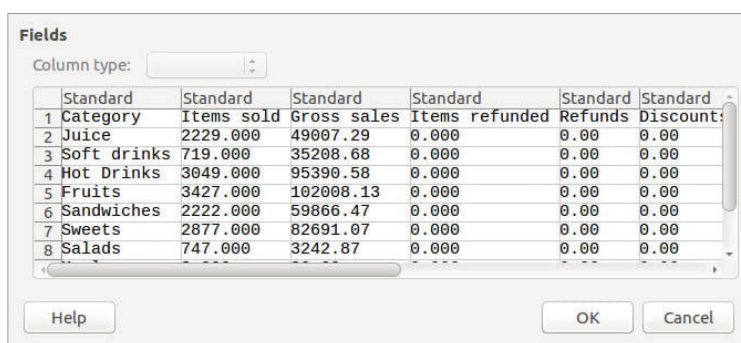 Fields
Column type:
Standard Standard Standard Standard Standard Standard
1 Category Items sold Gross sales Items refunded Refunds Discounts
2 Juice 2229.000 49007.29 0.000 0.00 0.00
3 Soft drinks 719.000 35208.68 0.000 0.00 0.00
4 Hot Drinks 3049.000 95390.58 0.000 0.00 0.00
5 Fruits 3427.000 102008.13 0.000 0.00 0.00
6 Sandwiches 2222.000 59866.47 0.000 0.00 0.00
7 Sweets 2877.000 82691.07 0.000 0.00 0.00
8 Salads 747.000 3242.87 0.000 0.00 0.00
Help OK Cancel